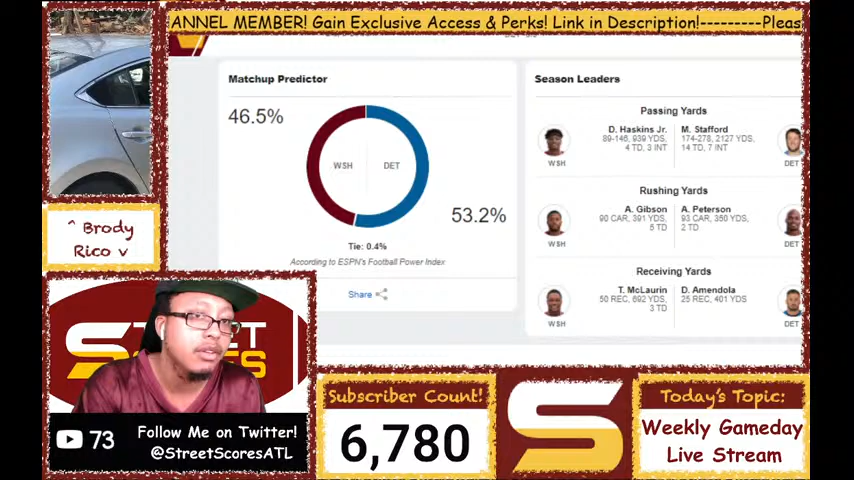 ANNEL MEMBER! Gain Exclusive Access & Perks! Link in Description!---------Pleas
Matchup Predictor
46.5%
WSH
DET
53.2%
Tie: 0.4%
According to ESPN's Football Power Index
Share
Season Leaders
Passing Yards
D. Haskins Jr.
89-146, 939 YDS,
4 TD, 3 INT
M. Stafford
174-278, 2127 YDS,
14 TD, 7 INT
WSH
DET
Rushing Yards
A. Gibson
90 CAR, 391 YDS,
5 TD
A. Peterson
93 CAR, 350 YDS,
2 TD
WSH
DET
Receiving Yards
T. McLaurin
50 REC, 692 YDS,
3 TD
D. Amendola
25 REC, 401 YDS
WSH
DET
^ Brody
Rico v
73
Follow Me on Twitter!
@StreetScoresATL
Subscriber Count!
6,780
Today's Topic:
Weekly Gameday
Live Stream